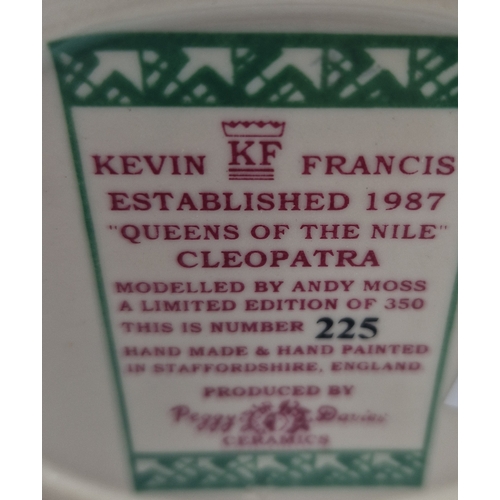 KF
KEVIN FRANCIS
ESTABLISHED 1987
"QUEENS OF THE NILE"
CLEOPATRA
MODELLED BY ANDY MOSS
A LIMITED EDITION OF 350
THIS IS NUMBER 225
HAND MADE & HAND PAINTED
IN STAFFORDSHIRE, ENGLAND.
PRODUCED BY
Peggy Davies
CERAMICS